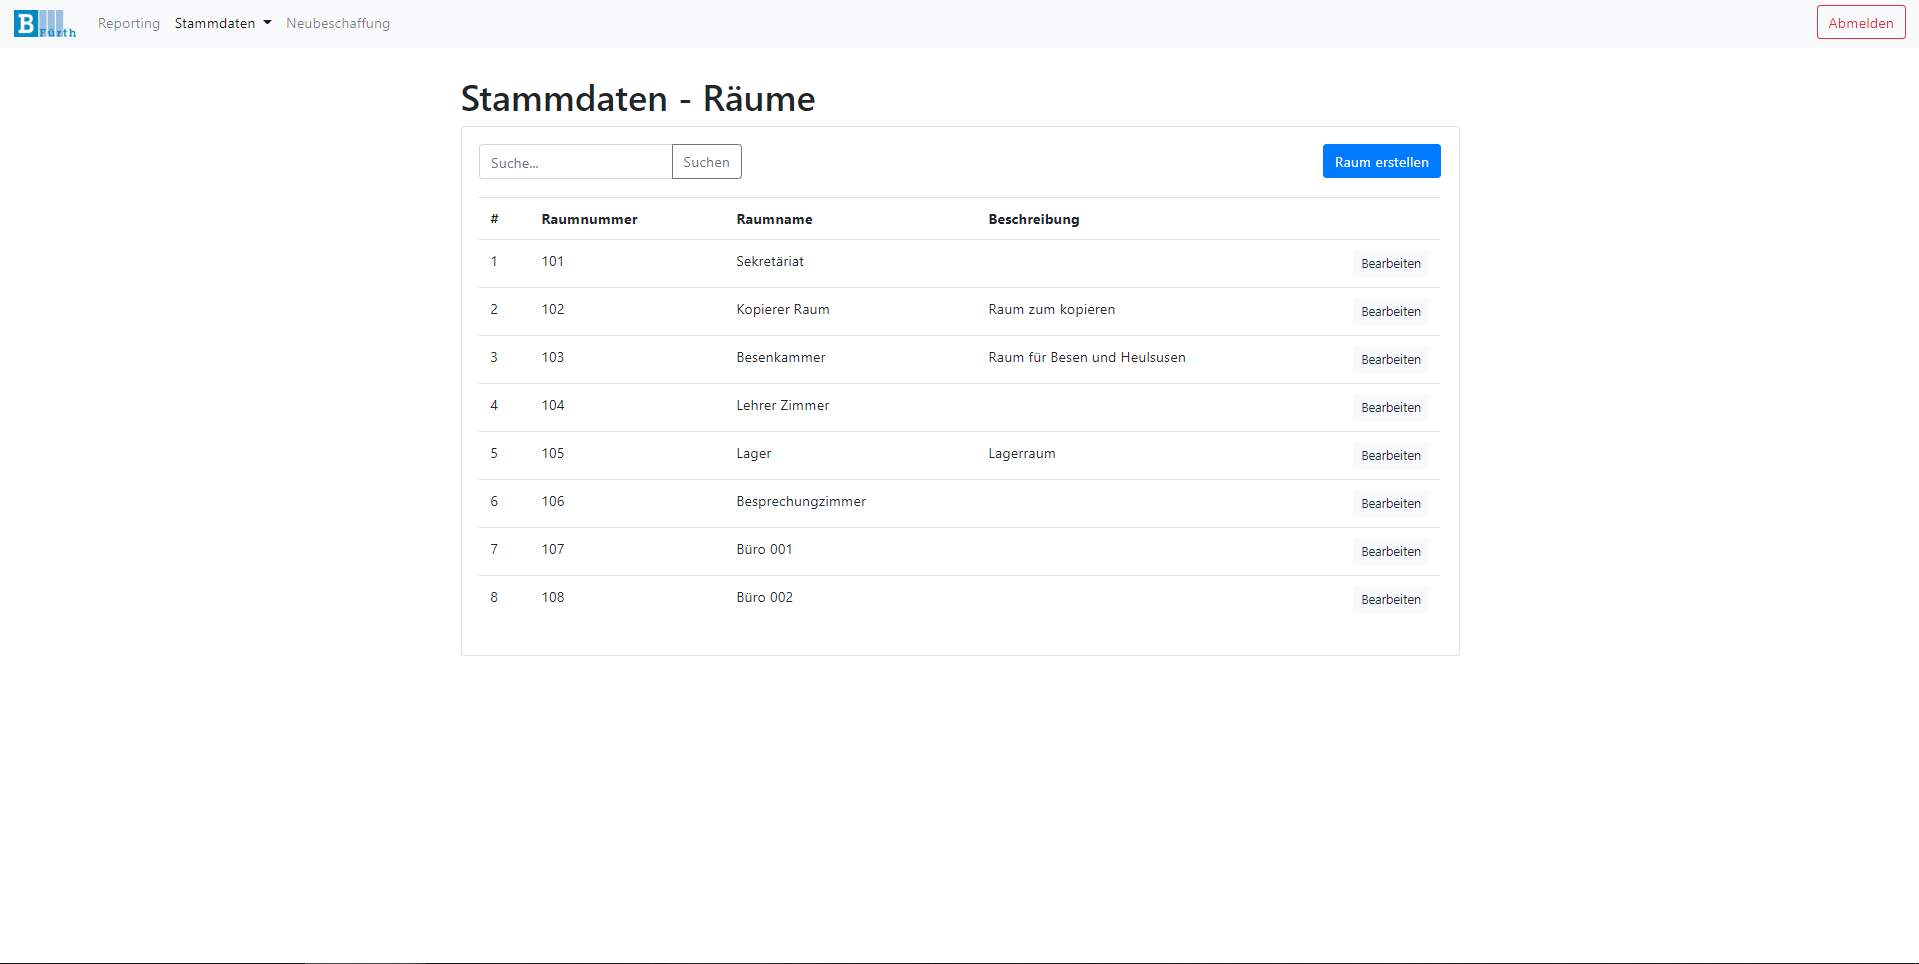 B Fürth Reporting Stammdaten Neubeschaffung Abmelden
Stammdaten - Räume
Suche... Suchen Raum erstellen
# Raumnummer Raumname Beschreibung
1 101 Sekretäriat Bearbeiten
2 102 Kopierer Raum Raum zum kopieren Bearbeiten
3 103 Besenkammer Raum für Besen und Heulsusen Bearbeiten
4 104 Lehrer Zimmer Bearbeiten
5 105 Lager Lagerraum Bearbeiten
6 106 Besprechungzimmer Bearbeiten
7 107 Büro 001 Bearbeiten
8 108 Büro 002 Bearbeiten